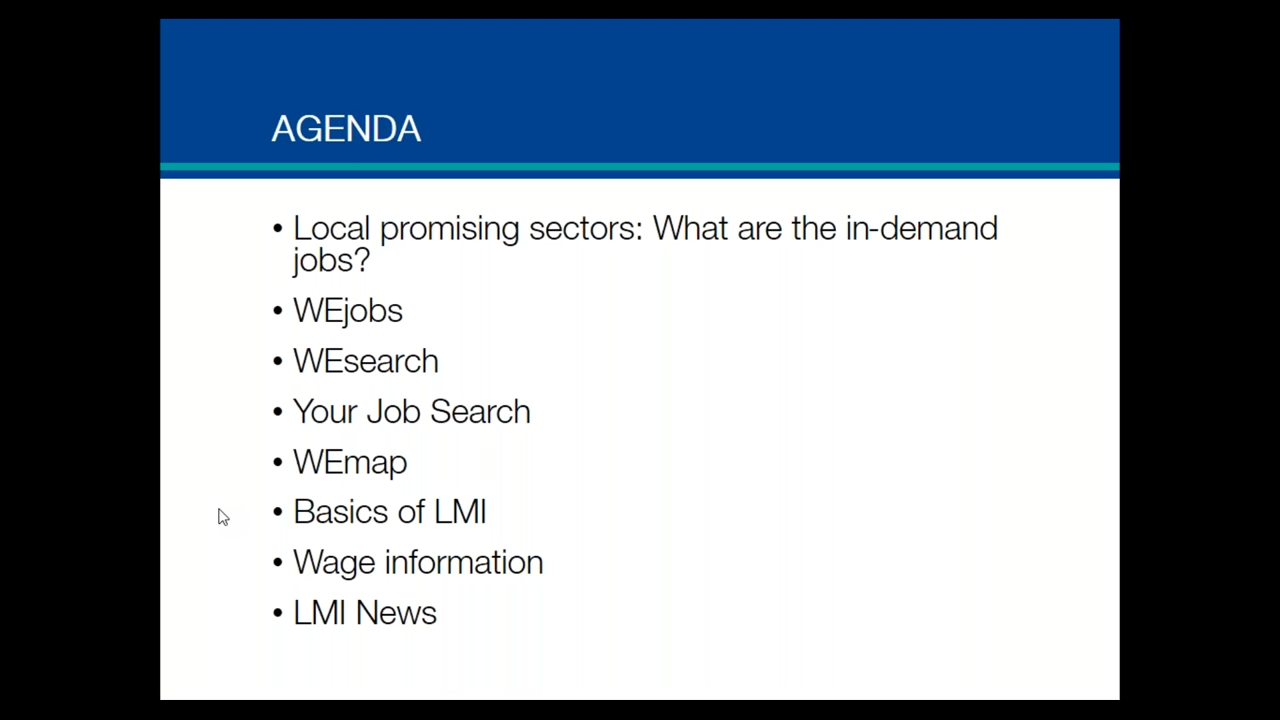 AGENDA
• Local promising sectors: What are the in-demand
jobs?
• WEjobs
• WEsearch
• Your Job Search
• WEmap
• Basics of LMI
• Wage information
• LMI News